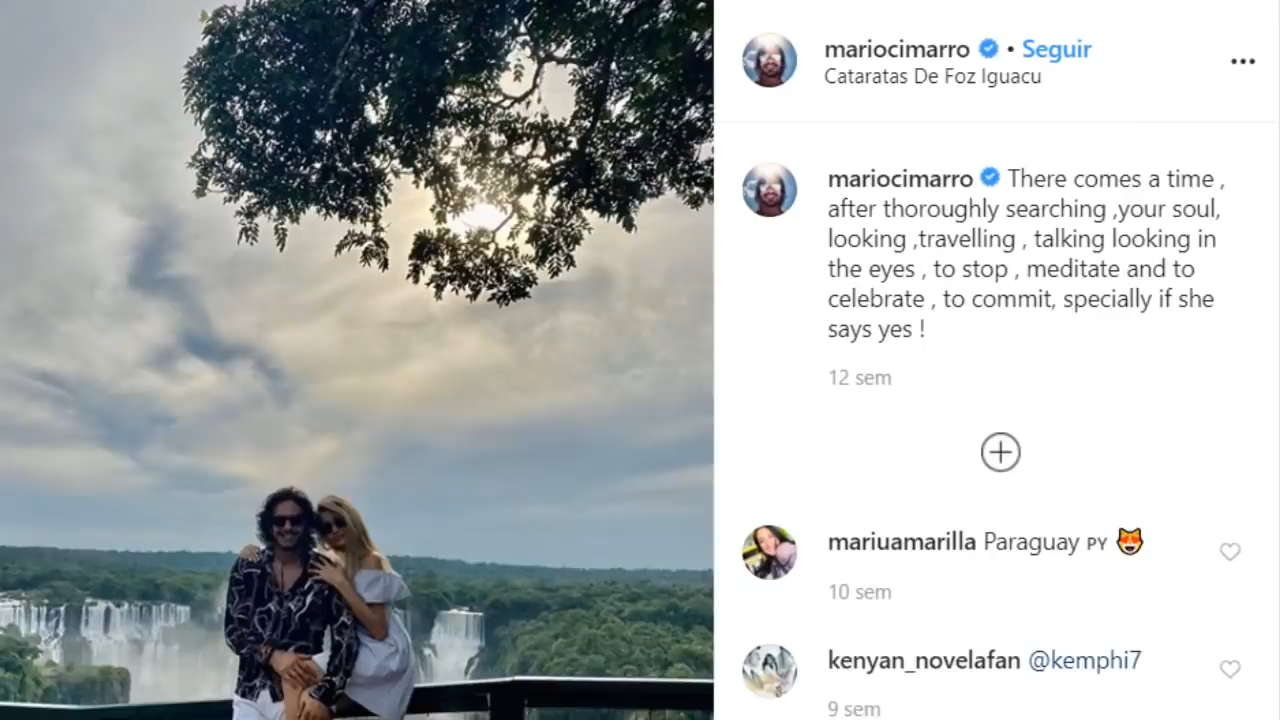 mariocimarro • Seguir
Cataratas De Foz Iguacu
mariocimarro There comes a time ,
after thoroughly searching ,your soul,
looking ,travelling , talking looking in
the eyes , to stop , meditate and to
celebrate , to commit, specially if she
says yes !
12 sem
mariuamarilla Paraguay PY 😻
10 sem
kenyan_novelafan @kemphi7
9 sem